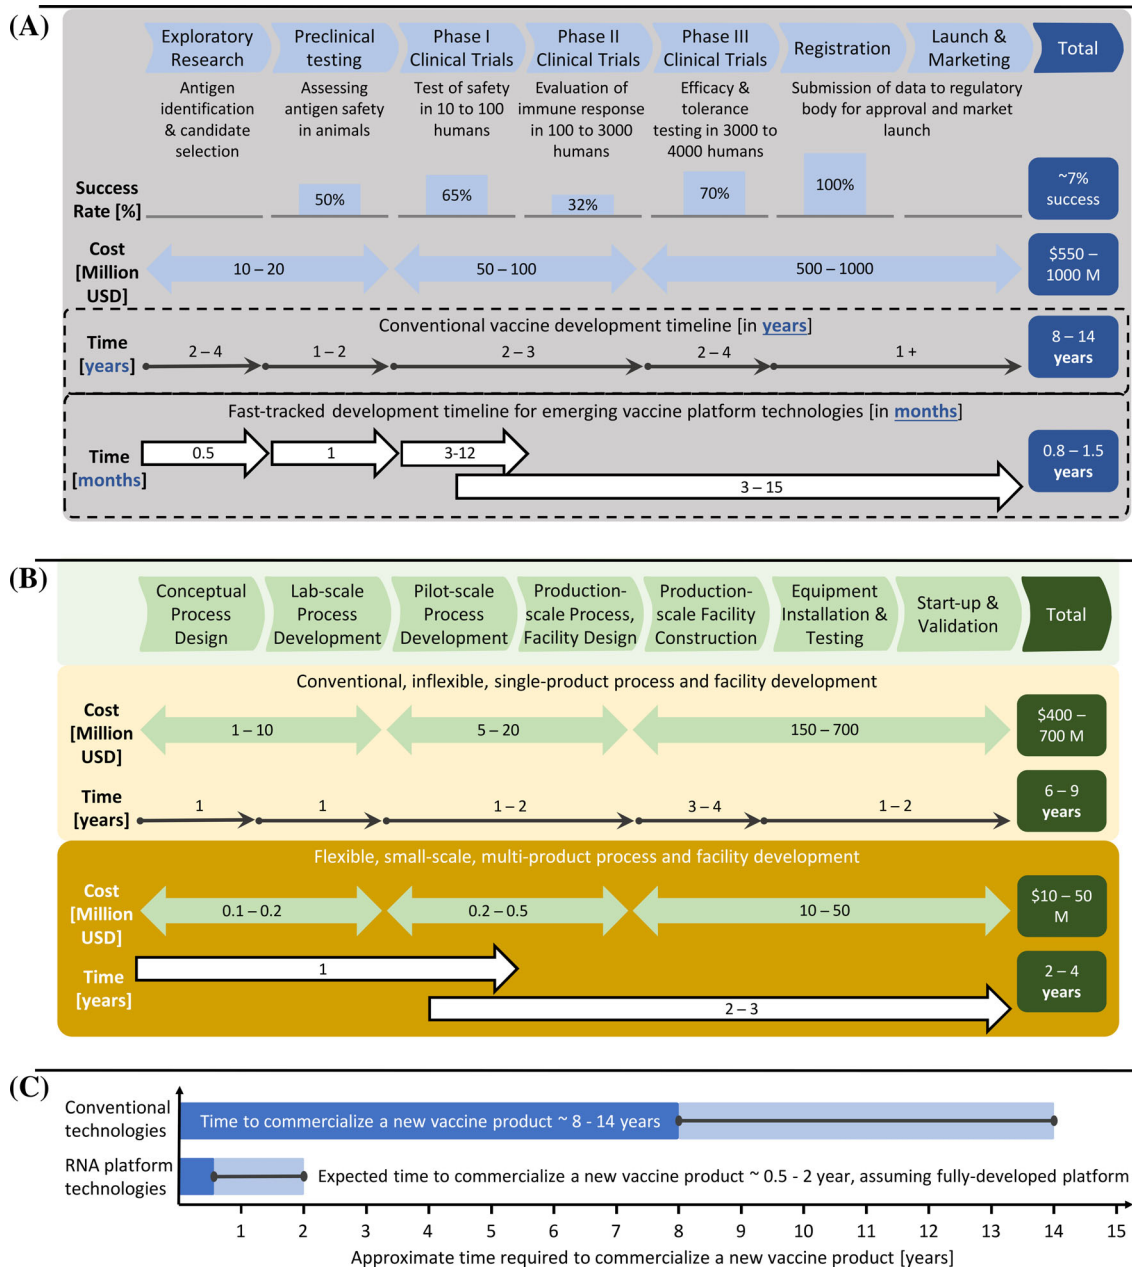 (A)
Exploratory
Research
Preclinical
testing
Phase I
Clinical Trials
Phase II
Clinical Trials
Phase III
Clinical Trials
Registration
Launch &
Marketing
Total
Antigen
identification
& candidate
selection
Assessing
antigen safety
in animals
Test of safety
in 10 to 100
humans
Evaluation of
immune response
in 100 to 3000
humans
Efficacy &
tolerance
testing in 3000 to
4000 humans
Submission of data to regulatory
body for approval and market
launch
Success
Rate [%]
50%
65%
32%
70%
100%
~7%
success
Cost
[Million
USD]
10 – 20
50 – 100
500 – 1000
$550 –
1000 M
Conventional vaccine development timeline [in years]
Time
[years]
2 – 4
1 – 2
2 – 3
2 – 4
1 +
8 – 14
years
Fast-tracked development timeline for emerging vaccine platform technologies [in months]
Time
[months]
0.5
1
3-12
3 – 15
0.8 – 1.5
years
(B)
Conceptual
Process
Design
Lab-scale
Process
Development
Pilot-scale
Process
Development
Production-
scale Process,
Facility Design
Production-
scale Facility
Construction
Equipment
Installation &
Testing
Start-up &
Validation
Total
Conventional, inflexible, single-product process and facility development
Cost
[Million
USD]
1 – 10
5 – 20
150 – 700
$400 –
700 M
Time
[years]
1
1
1 – 2
3 – 4
1 – 2
6 – 9
years
Flexible, small-scale, multi-product process and facility development
Cost
[Million
USD]
0.1 – 0.2
0.2 – 0.5
10 – 50
$10 – 50
M
Time
[years]
1
2 – 3
2 – 4
years
(C)
Conventional
technologies
Time to commercialize a new vaccine product ~ 8 - 14 years
RNA platform
technologies
Expected time to commercialize a new vaccine product ~ 0.5 - 2 year, assuming fully-developed platform
1 2 3 4 5 6 7 8 9 10 11 12 13 14 15
Approximate time required to commercialize a new vaccine product [years]